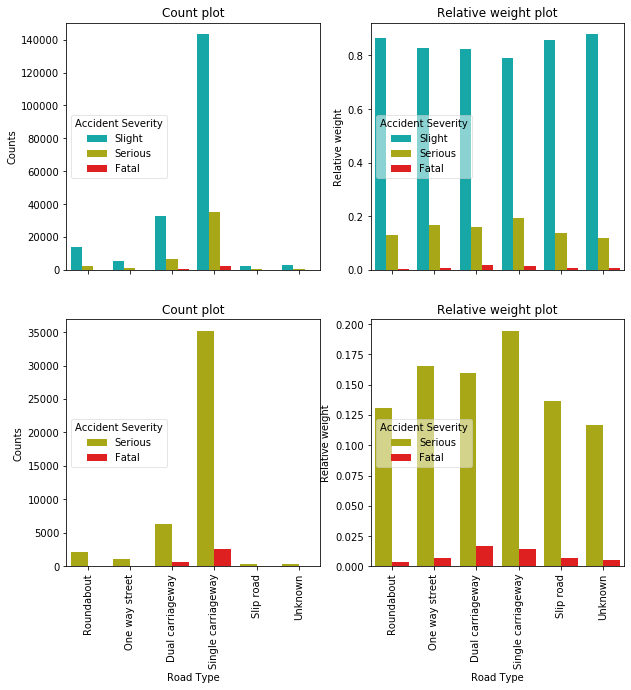 Count plot
140000
120000
100000
80000
60000
40000
20000
0
Counts
Accident Severity
Slight
Serious
Fatal
Relative weight plot
0.8
0.6
0.4
0.2
0.0
Relative weight
Accident Severity
Slight
Serious
Fatal
Count plot
35000
30000
25000
20000
15000
10000
5000
0
Counts
Accident Severity
Serious
Fatal
Roundabout
One way street
Dual carriageway
Single carriageway
Slip road
Unknown
Road Type
Relative weight plot
0.200
0.175
0.150
0.125
0.100
0.075
0.050
0.025
0.000
Relative weight
Accident Severity
Serious
Fatal
Roundabout
One way street
Dual carriageway
Single carriageway
Slip road
Unknown
Road Type